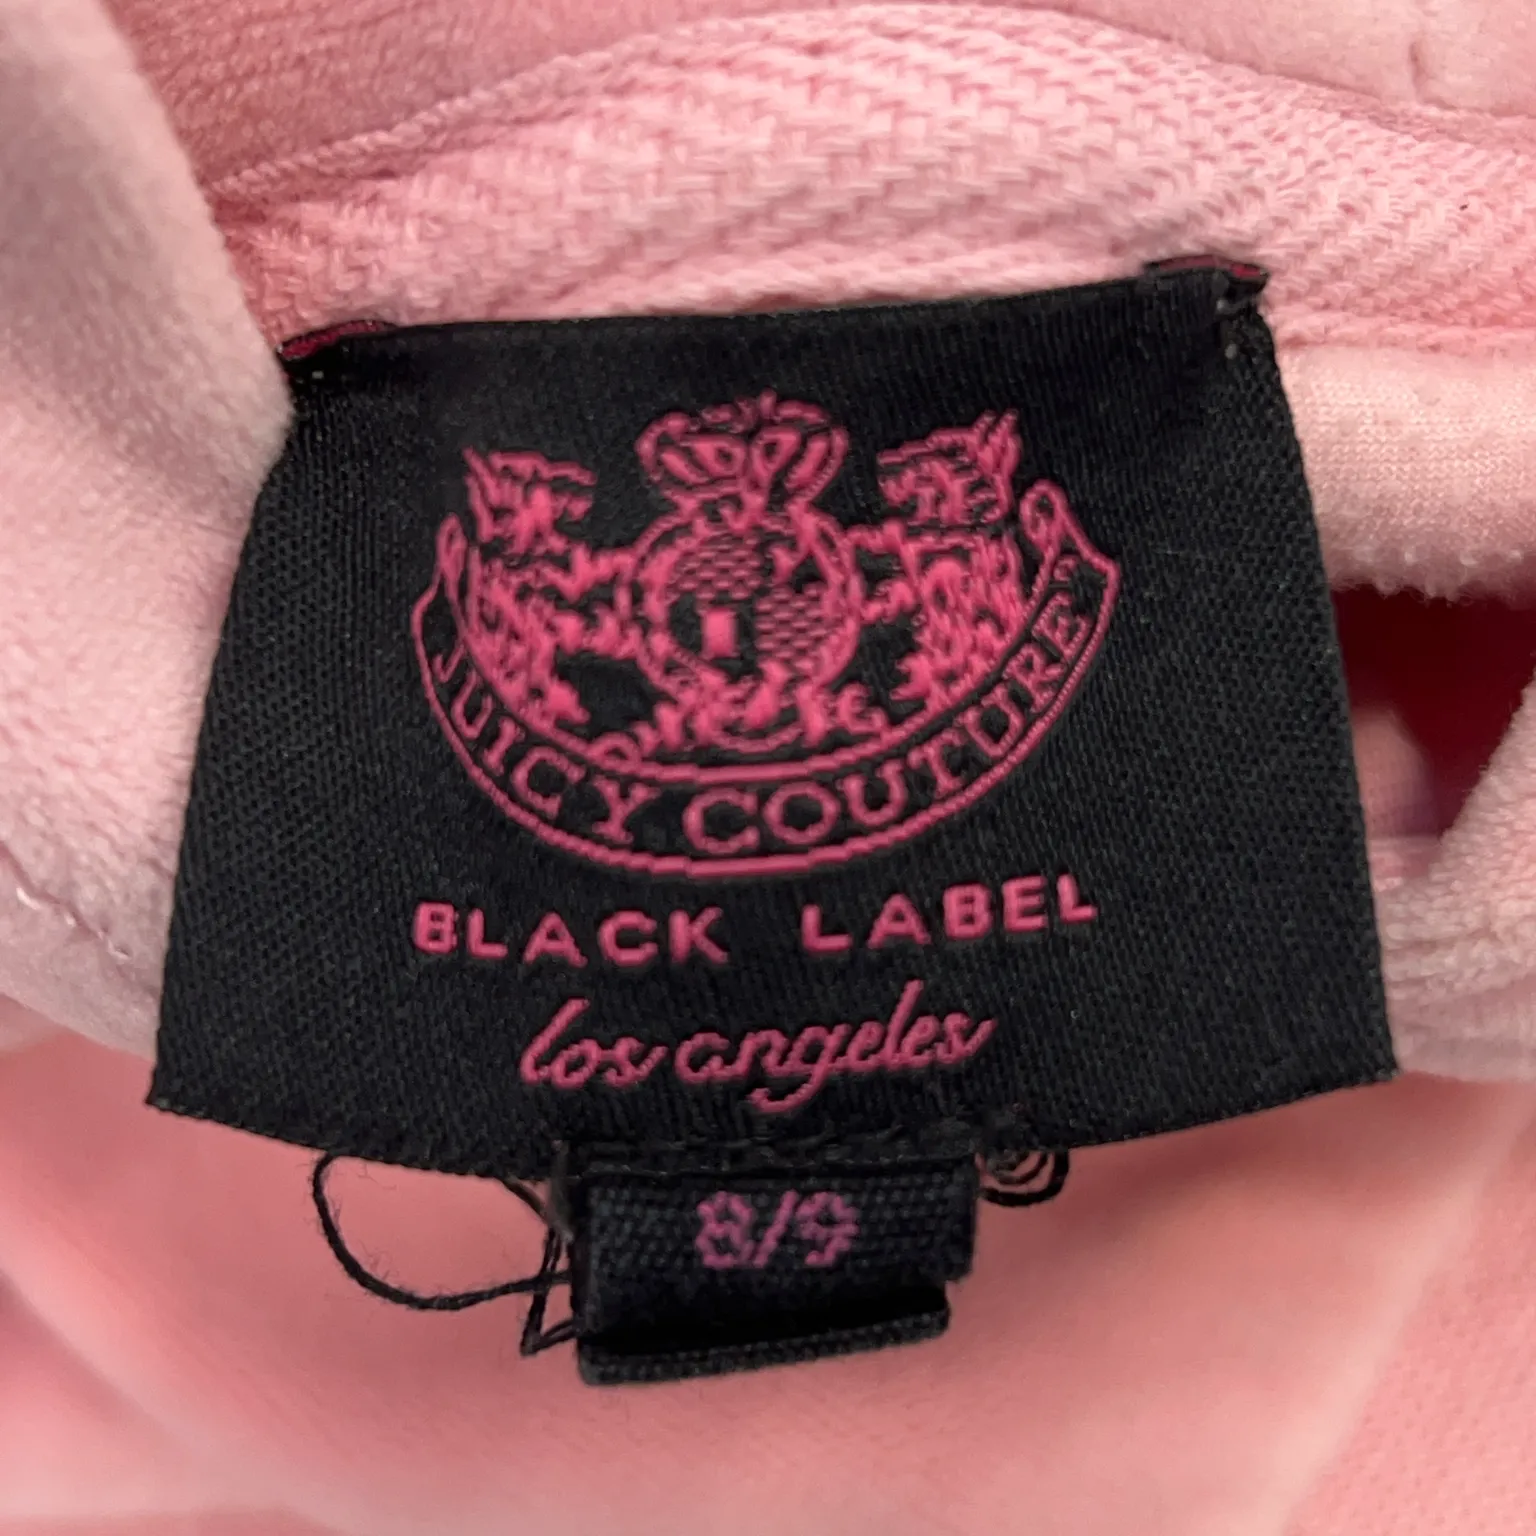 JUICY COUTURE
BLACK LABEL
los angeles
8/9